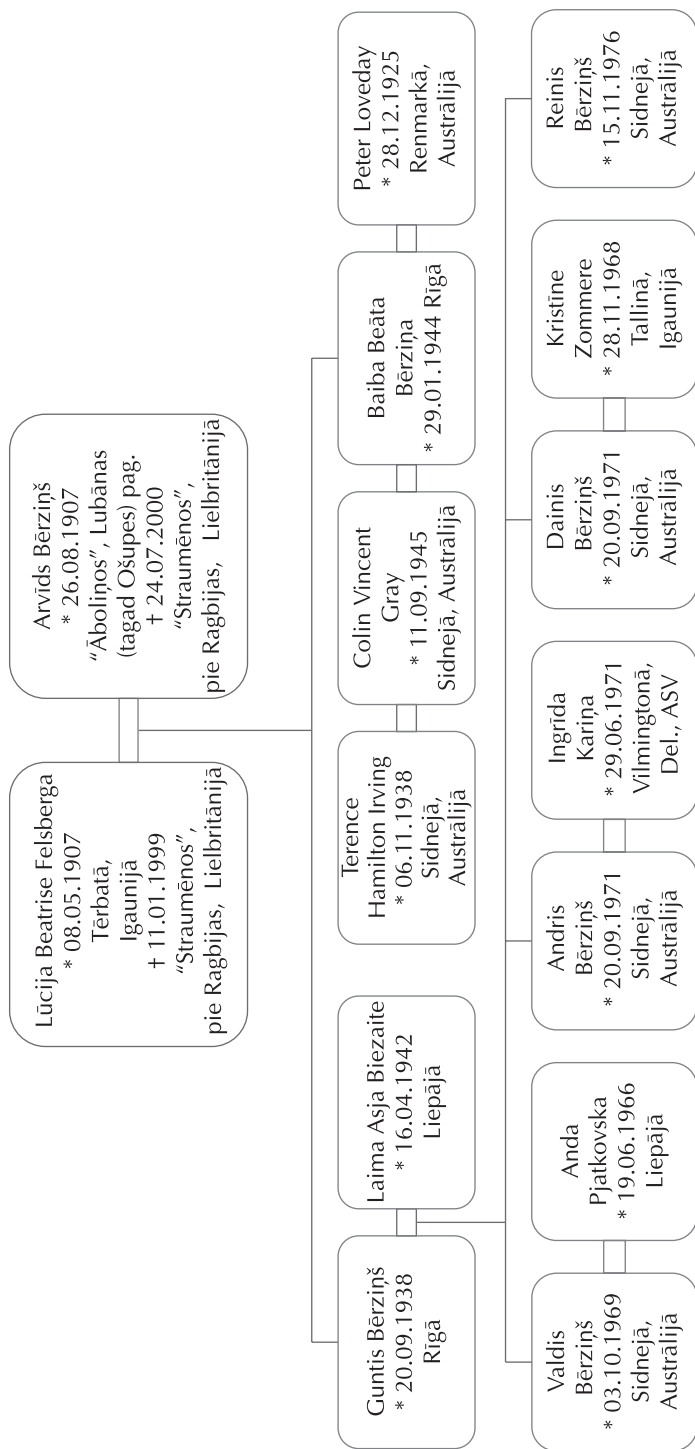 Lūcija Beatrise Felsberga
* 08.05.1907
Tērbatā,
Igaunijā
† 11.01.1999
“Straumēnos”,
pie Ragbijas, Lielbritānijā
Arvīds Bērziņš
* 26.08.1907
“Āboliņos”, Lubānas
(tagad Ošupes) pag.
† 24.07.2000
“Straumēnos”,
pie Ragbijas, Lielbritānijā
Guntis Bērziņš
* 20.09.1938
Rīgā
Laima Asja Biezaite
* 16.04.1942
Liepājā
Terence
Hamilton Irving
* 06.11.1938
Sidnejā,
Austrālijā
Colin Vincent
Gray
* 11.09.1945
Sidnejā, Austrālijā
Baiba Beāta
Bērziņa
* 29.01.1944 Rīgā
Peter Loveday
* 28.12.1925
Renmarkā,
Austrālijā
Valdis
Bērziņš
* 03.10.1969
Sidnejā,
Austrālijā
Anda
Pjatkovska
* 19.06.1966
Liepājā
Andris
Bērziņš
* 20.09.1971
Sidnejā,
Austrālijā
Ingrīda
Kariņa
* 29.06.1971
Vilmingtonā,
Del., ASV
Dainis
Bērziņš
* 20.09.1971
Sidnejā,
Austrālijā
Kristīne
Zommere
* 28.11.1968
Tallinā,
Igaunijā
Reinis
Bērziņš
* 15.11.1976
Sidnejā,
Austrālijā